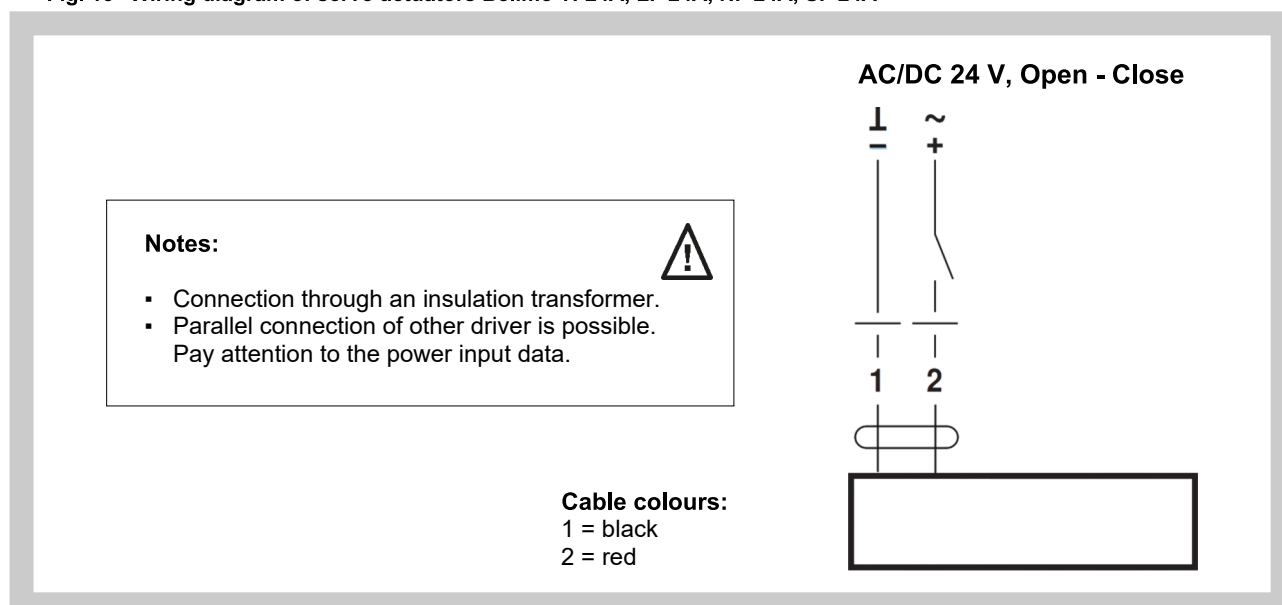 AC/DC 24 V, Open - Close
⊥ ~
− +
Notes:
▪ Connection through an insulation transformer.
▪ Parallel connection of other driver is possible.
Pay attention to the power input data.
1 2
Cable colours:
1 = black
2 = red